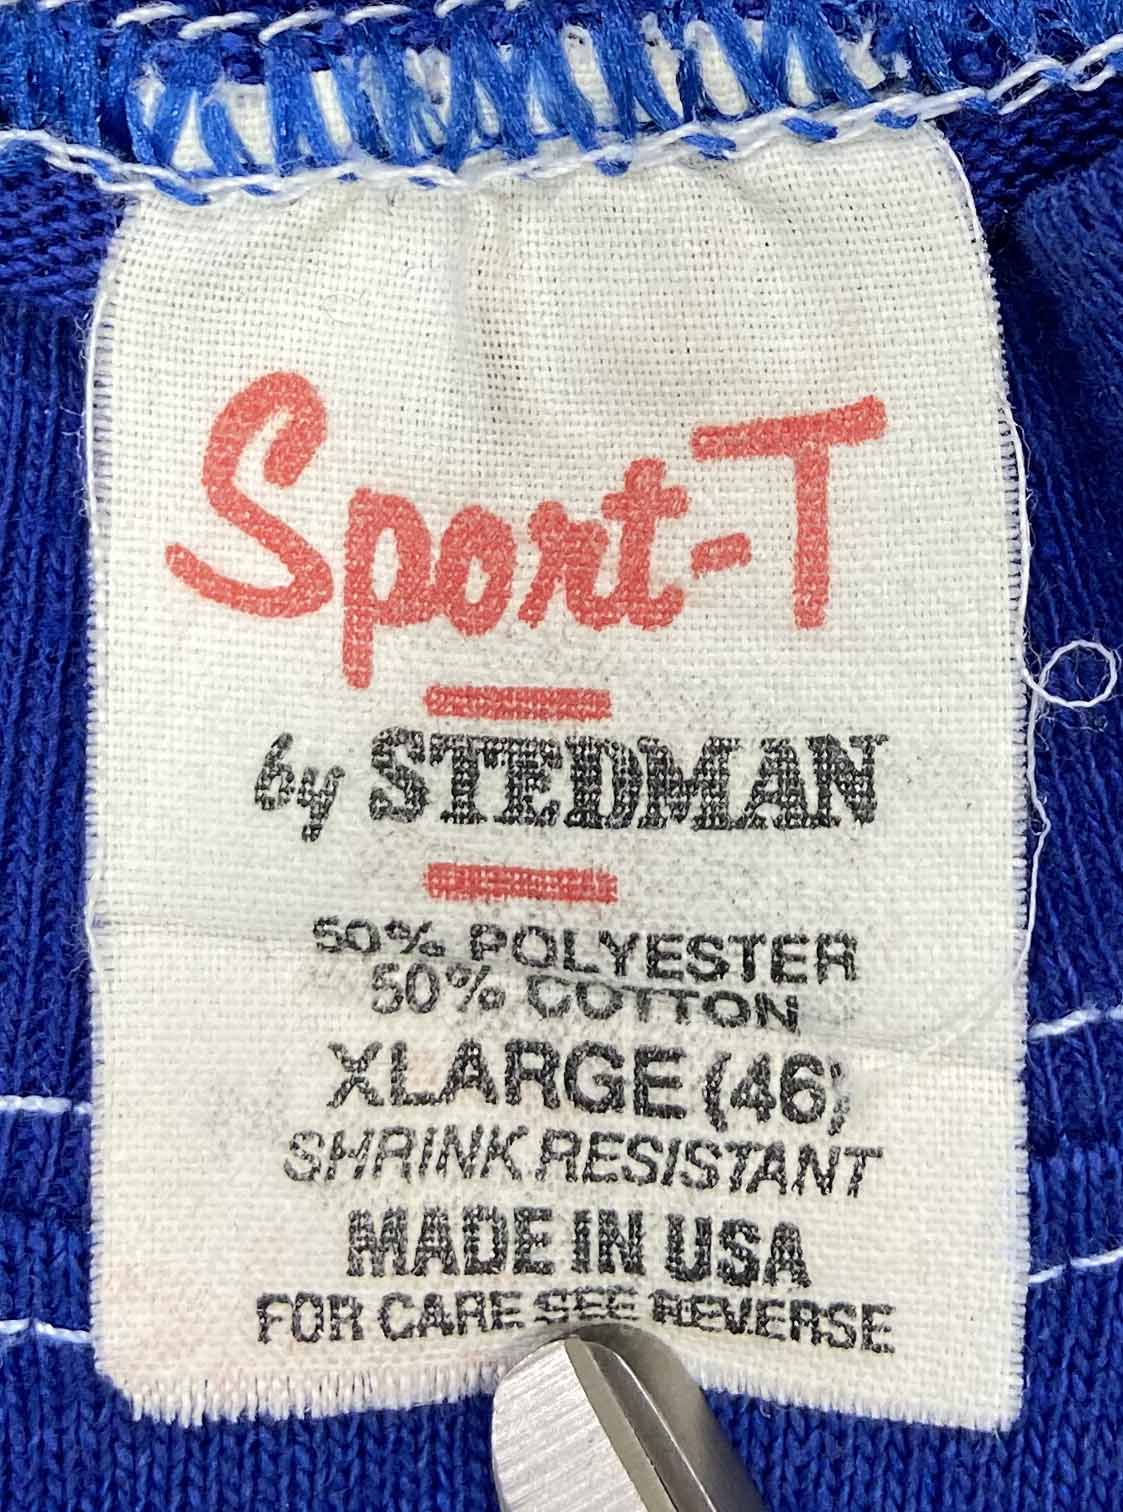 Sport-T
by STEDMAN
50% POLYESTER
50% COTTON
XLARGE (46)
SHRINK RESISTANT
MADE IN USA
FOR CARE SEE REVERSE